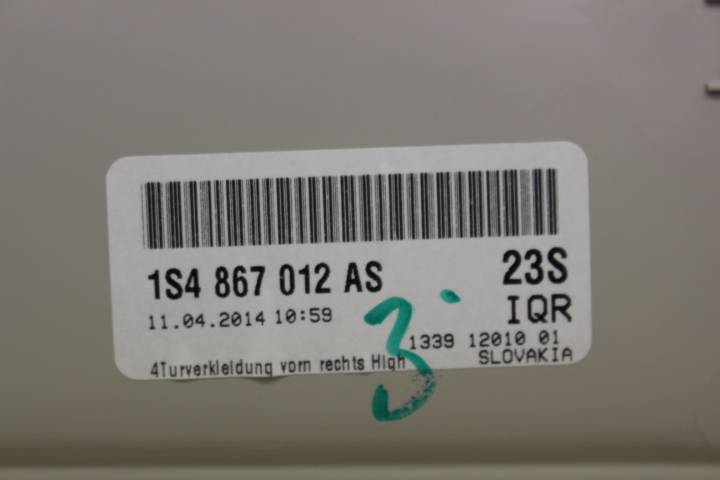 1S4 867 012 AS 23S
11.04.2014 10:59 IQR
1339 12010 01
4Turverkleidung vorn rechts High SLOVAKIA
3